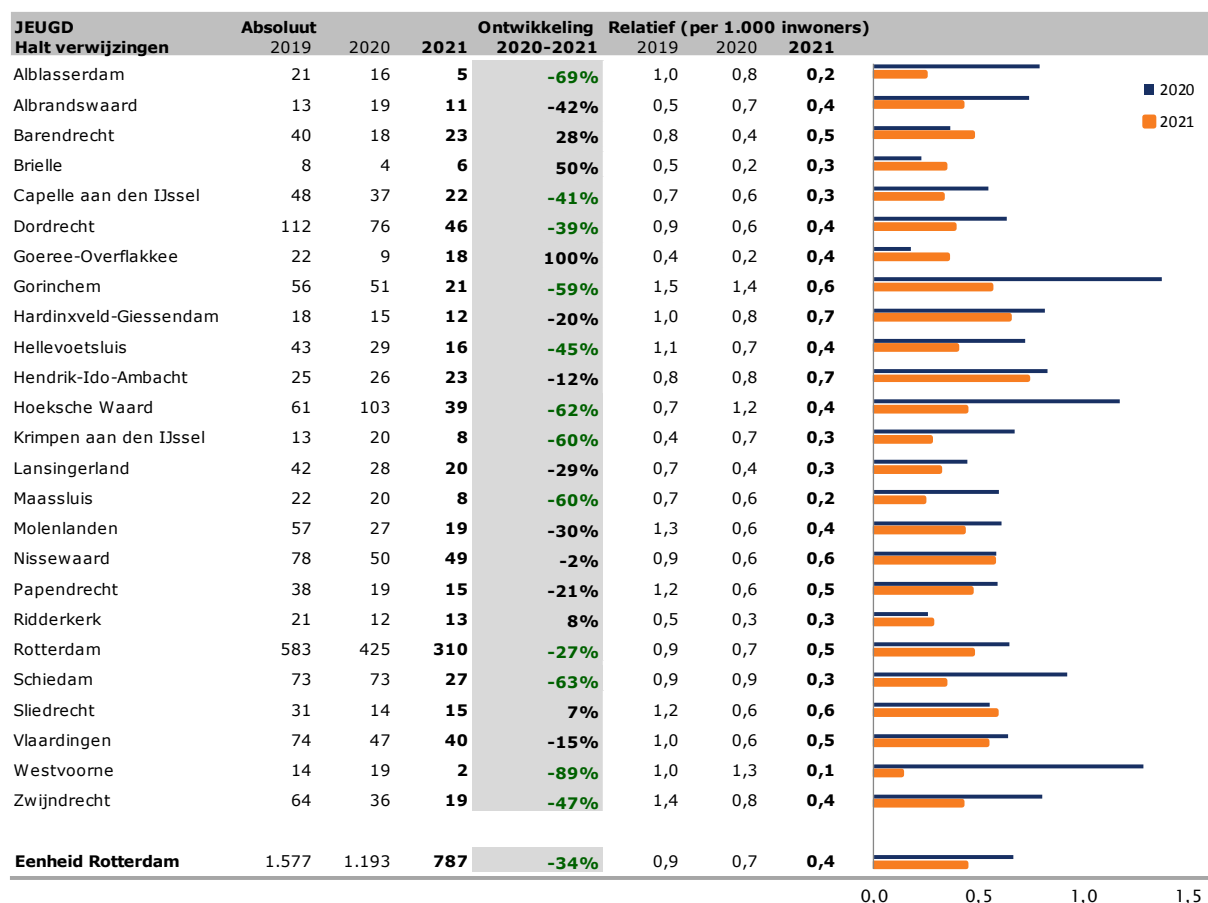 JEUGD Absoluut Ontwikkeling Relatief (per 1.000 inwoners)
Halt verwijzingen 2019 2020 2021 2020-2021 2019 2020 2021
Alblasserdam 21 16 5 -69% 1,0 0,8 0,2
2020
Albrandswaard 13 19 11 -42% 0,5 0,7 0,4
2021
Barendrecht 40 18 23 28% 0,8 0,4 0,5
Brielle 8 4 6 50% 0,5 0,2 0,3
Capelle aan den IJssel 48 37 22 -41% 0,7 0,6 0,3
Dordrecht 112 76 46 -39% 0,9 0,6 0,4
Goeree-Overflakkee 22 9 18 100% 0,4 0,2 0,4
Gorinchem 56 51 21 -59% 1,5 1,4 0,6
Hardinxveld-Giessendam 18 15 12 -20% 1,0 0,8 0,7
Hellevoetsluis 43 29 16 -45% 1,1 0,7 0,4
Hendrik-Ido-Ambacht 25 26 23 -12% 0,8 0,8 0,7
Hoeksche Waard 61 103 39 -62% 0,7 1,2 0,4
Krimpen aan den IJssel 13 20 8 -60% 0,4 0,7 0,3
Lansingerland 42 28 20 -29% 0,7 0,4 0,3
Maassluis 22 20 8 -60% 0,7 0,6 0,2
Molenlanden 57 27 19 -30% 1,3 0,6 0,4
Nissewaard 78 50 49 -2% 0,9 0,6 0,6
Papendrecht 38 19 15 -21% 1,2 0,6 0,5
Ridderkerk 21 12 13 8% 0,5 0,3 0,3
Rotterdam 583 425 310 -27% 0,9 0,7 0,5
Schiedam 73 73 27 -63% 0,9 0,9 0,3
Sliedrecht 31 14 15 7% 1,2 0,6 0,6
Vlaardingen 74 47 40 -15% 1,0 0,6 0,5
Westvoorne 14 19 2 -89% 1,0 1,3 0,1
Zwijndrecht 64 36 19 -47% 1,4 0,8 0,4
Eenheid Rotterdam 1.577 1.193 787 -34% 0,9 0,7 0,4
0,0 0,5 1,0 1,5